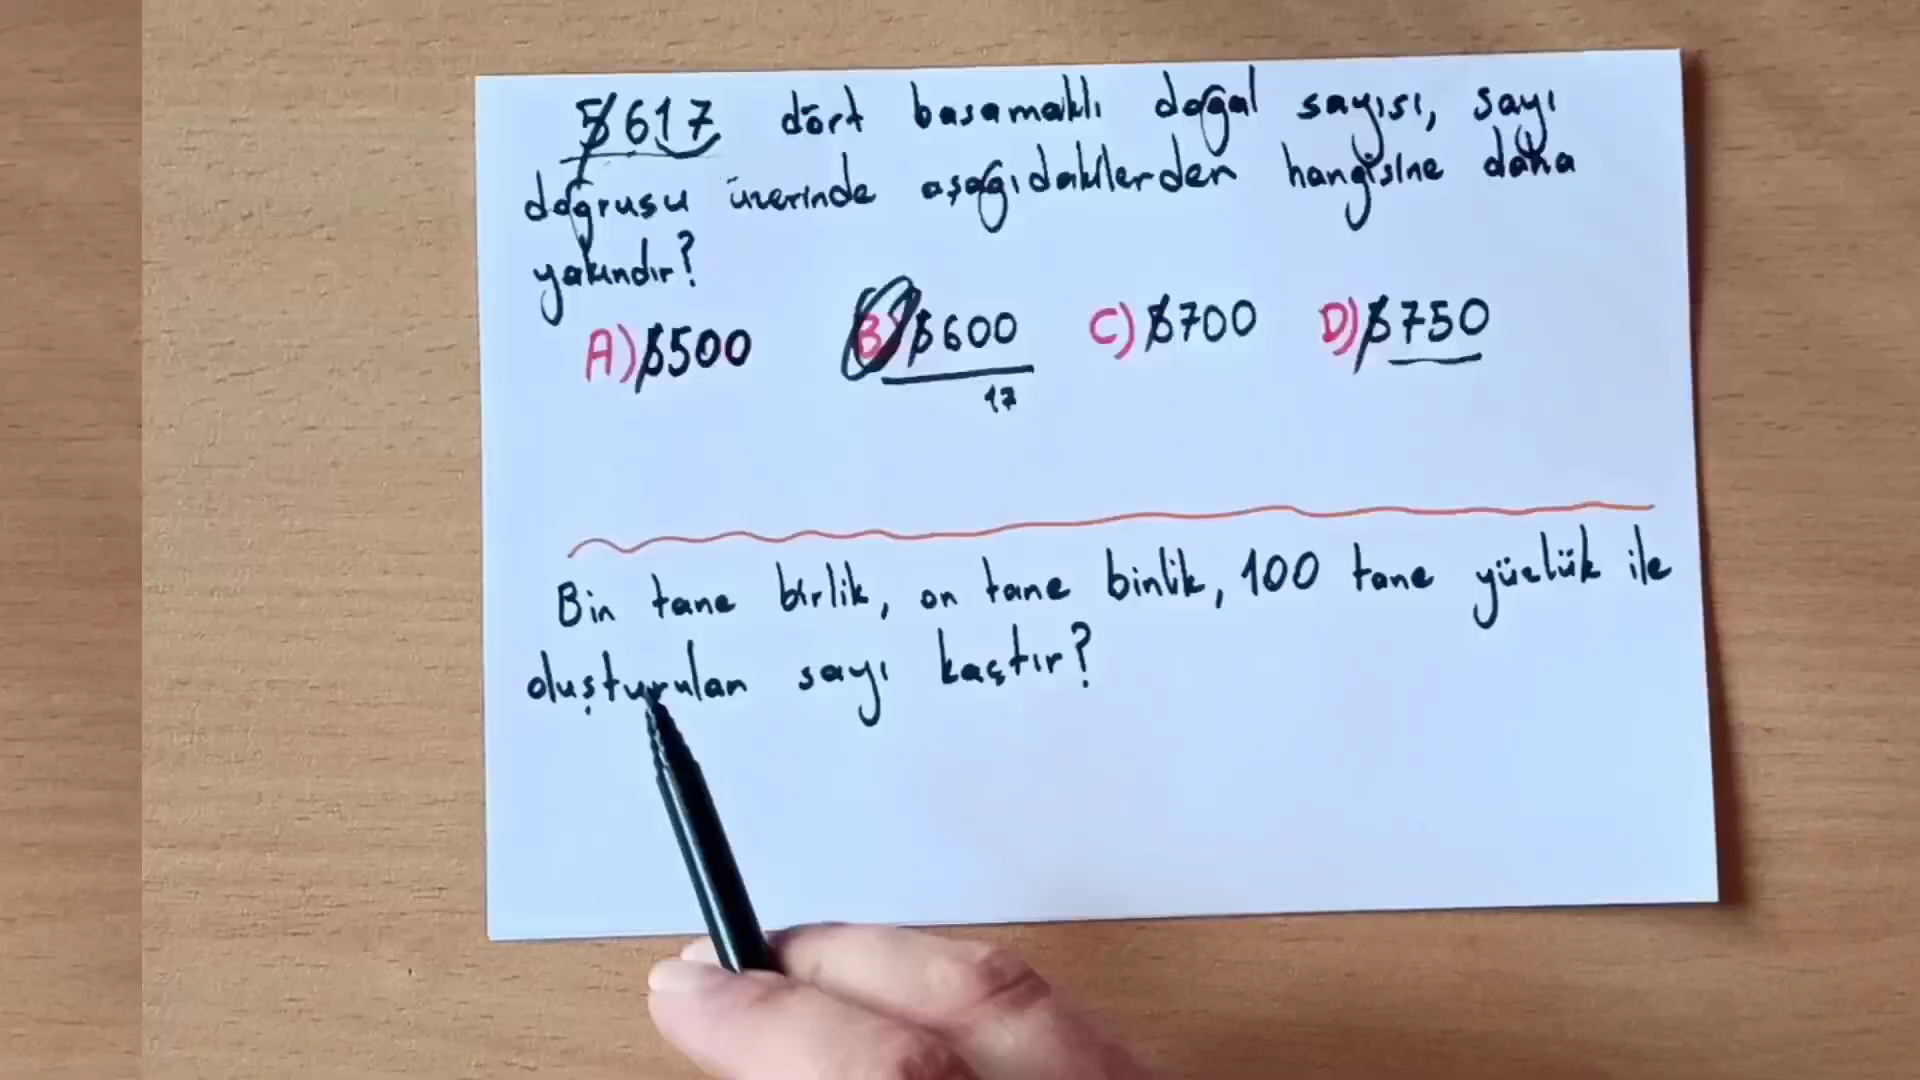 5617 dört basamaklı doğal sayısı, sayı
doğrusu üzerinde aşağıdakilerden hangisine daha
yakındır?
A) 5500 B) 5600 C) 5700 D) 5750
17
Bin tane birlik, on tane binlik, 100 tane yüzlük ile
oluşturulan sayı kaçtır?